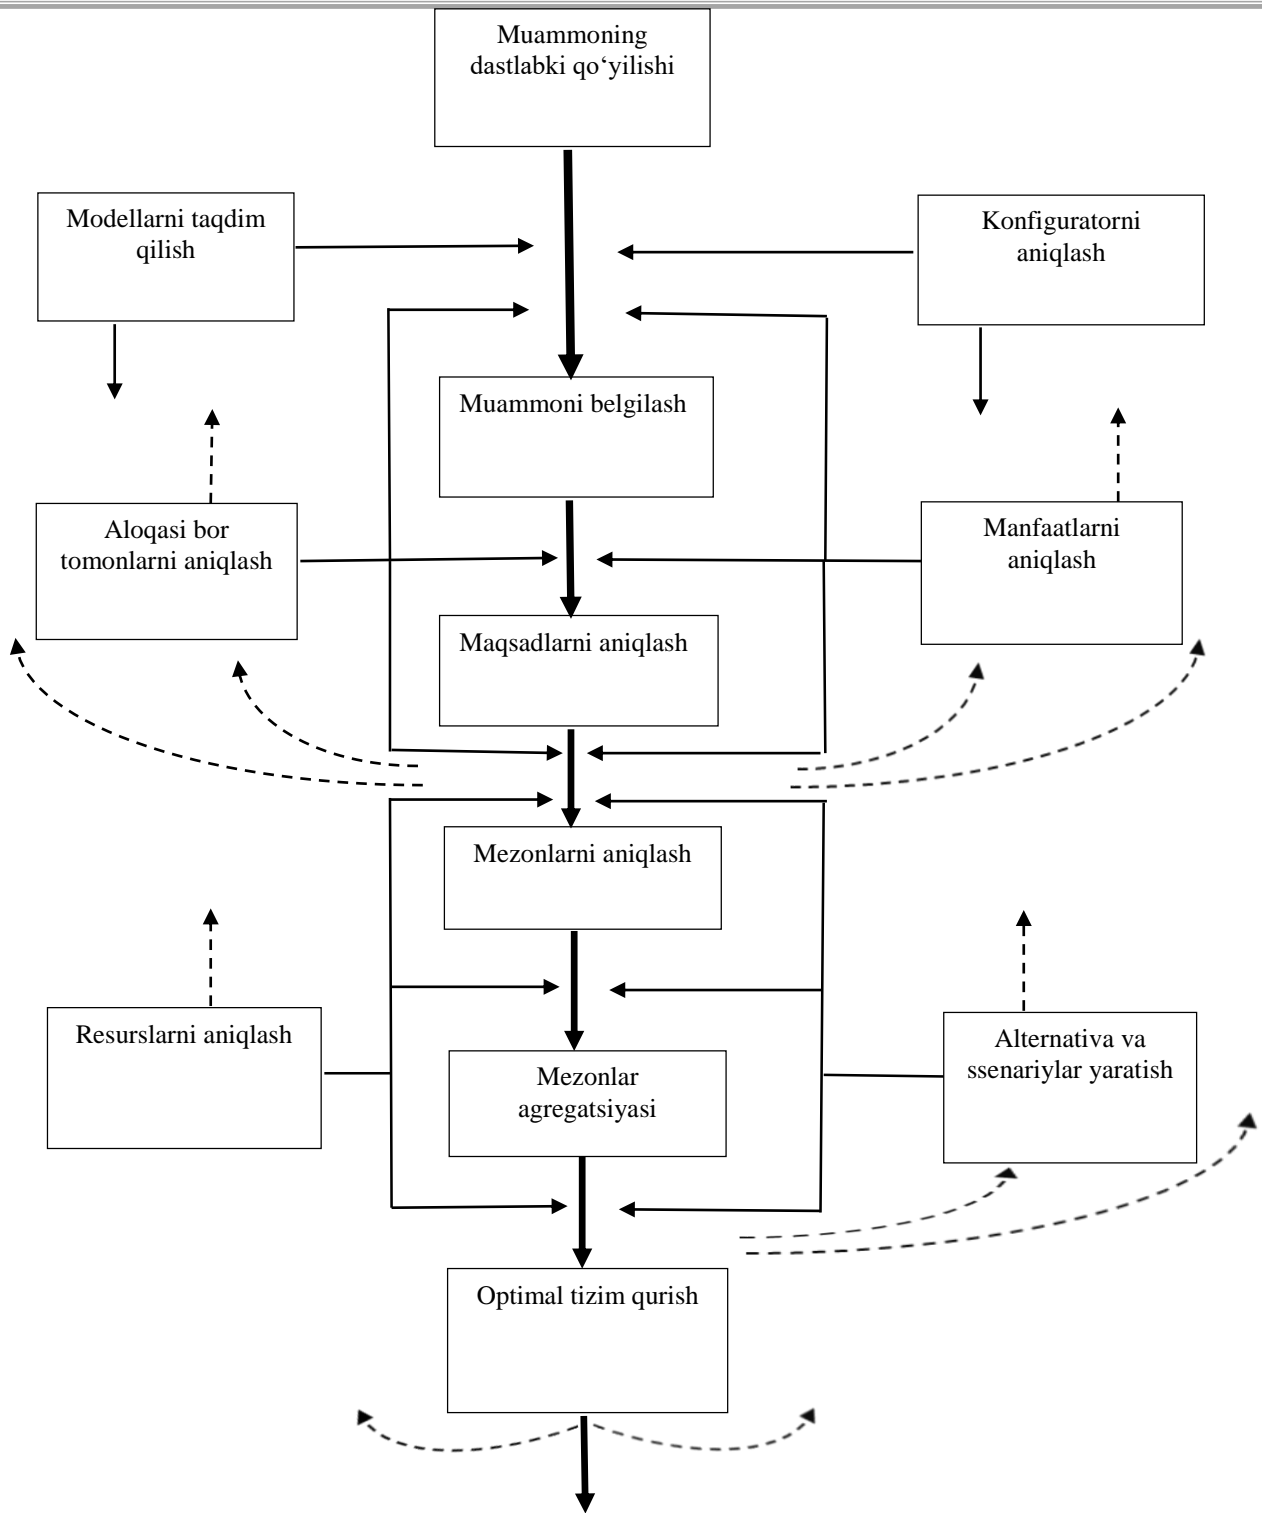 Muammoning
dastlabki qo‘yilishi
Modellarni taqdim
qilish
Konfiguratorni
aniqlash
Muammoni belgilash
Aloqasi bor
tomonlarni aniqlash
Manfaatlarni
aniqlash
Maqsadlarni aniqlash
Mezonlarni aniqlash
Resurslarni aniqlash
Alternativa va
ssenariylar yaratish
Mezonlar
agregatsiyasi
Optimal tizim qurish